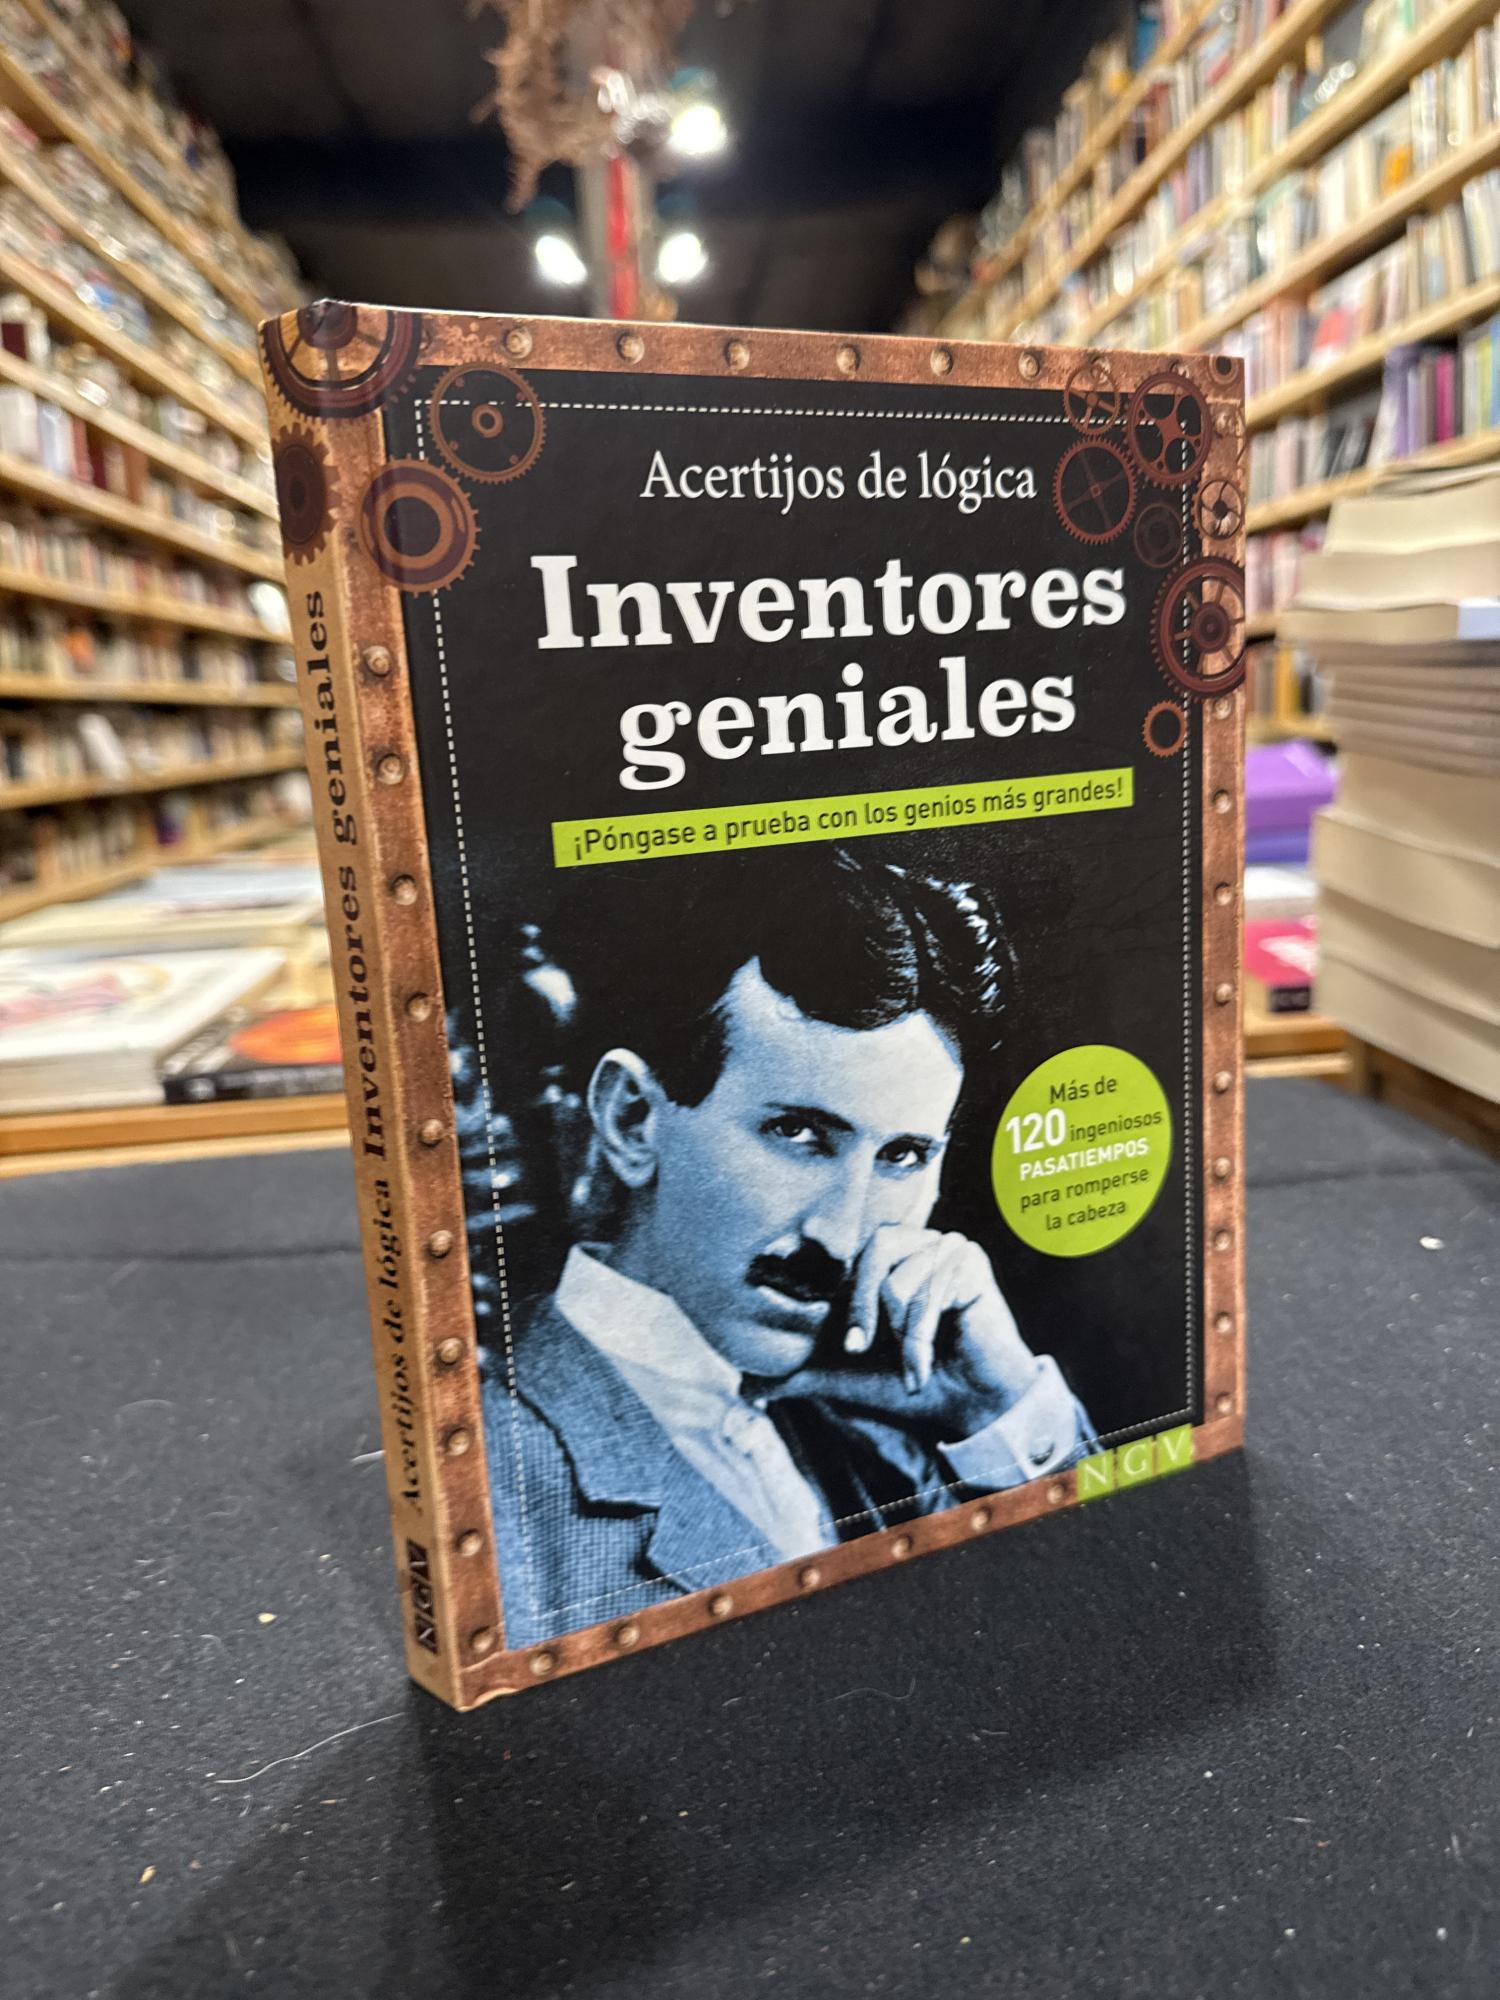 Acertijos de lógica
Inventores
geniales
¡Póngase a prueba con los genios más grandes!
Más de
120 ingeniosos
PASATIEMPOS
para romperse
la cabeza
NGV
Acertijos de lógica Inventores geniales
NGV